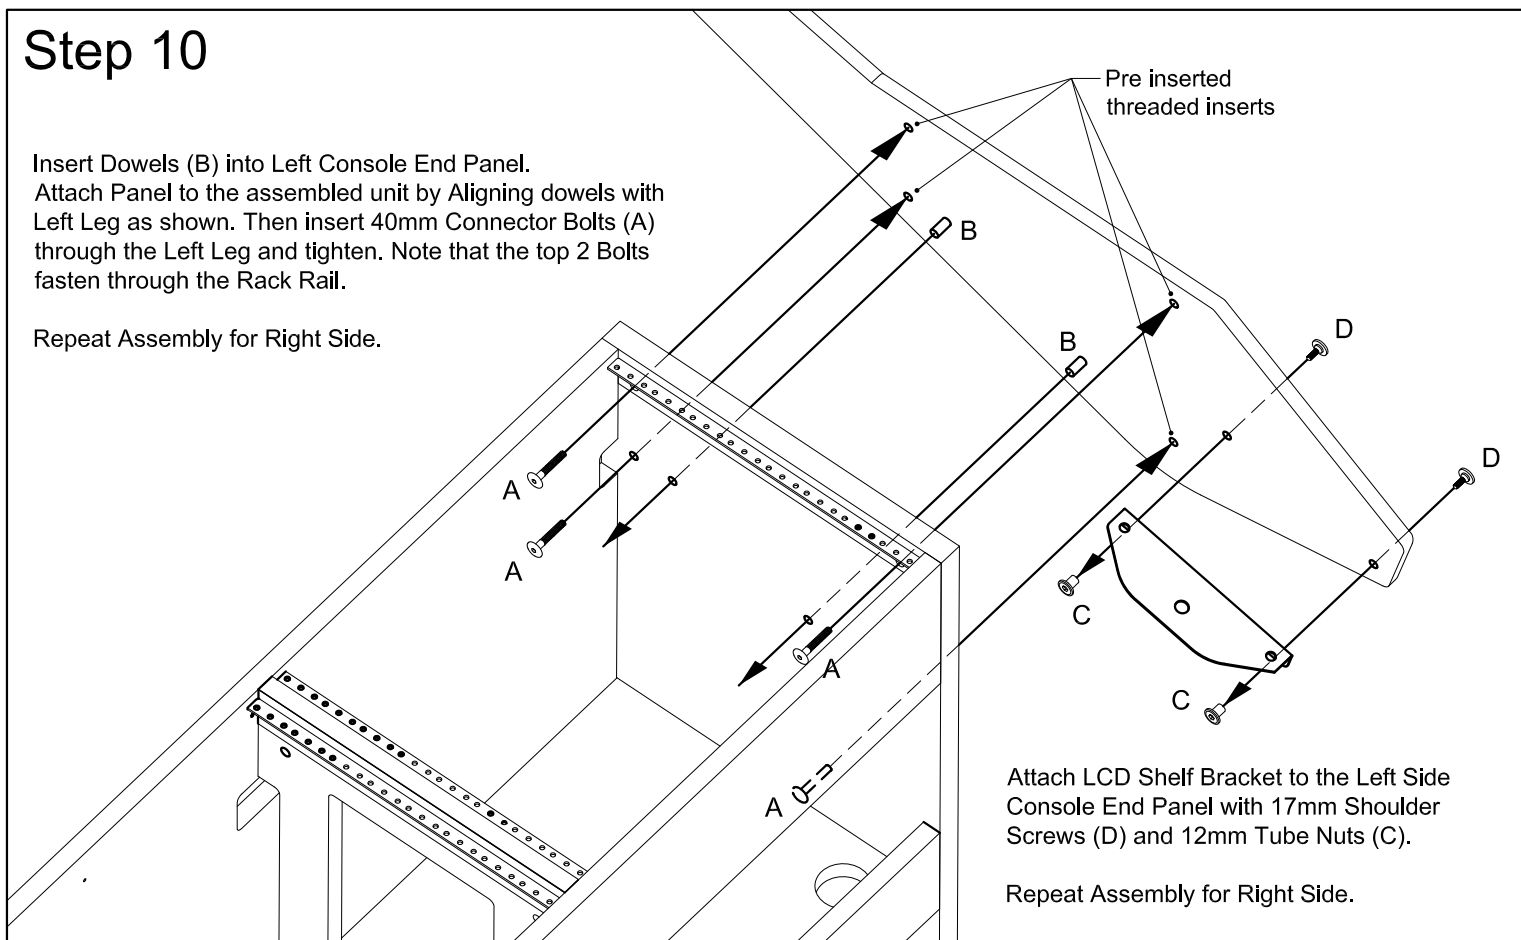 Step 10
Insert Dowels (B) into Left Console End Panel.
Attach Panel to the assembled unit by Aligning dowels with
Left Leg as shown. Then insert 40mm Connector Bolts (A)
through the Left Leg and tighten. Note that the top 2 Bolts
fasten through the Rack Rail.
Repeat Assembly for Right Side.
Pre inserted
threaded inserts
B
B
D
D
A
A
A
A
C
C
Attach LCD Shelf Bracket to the Left Side
Console End Panel with 17mm Shoulder
Screws (D) and 12mm Tube Nuts (C).
Repeat Assembly for Right Side.